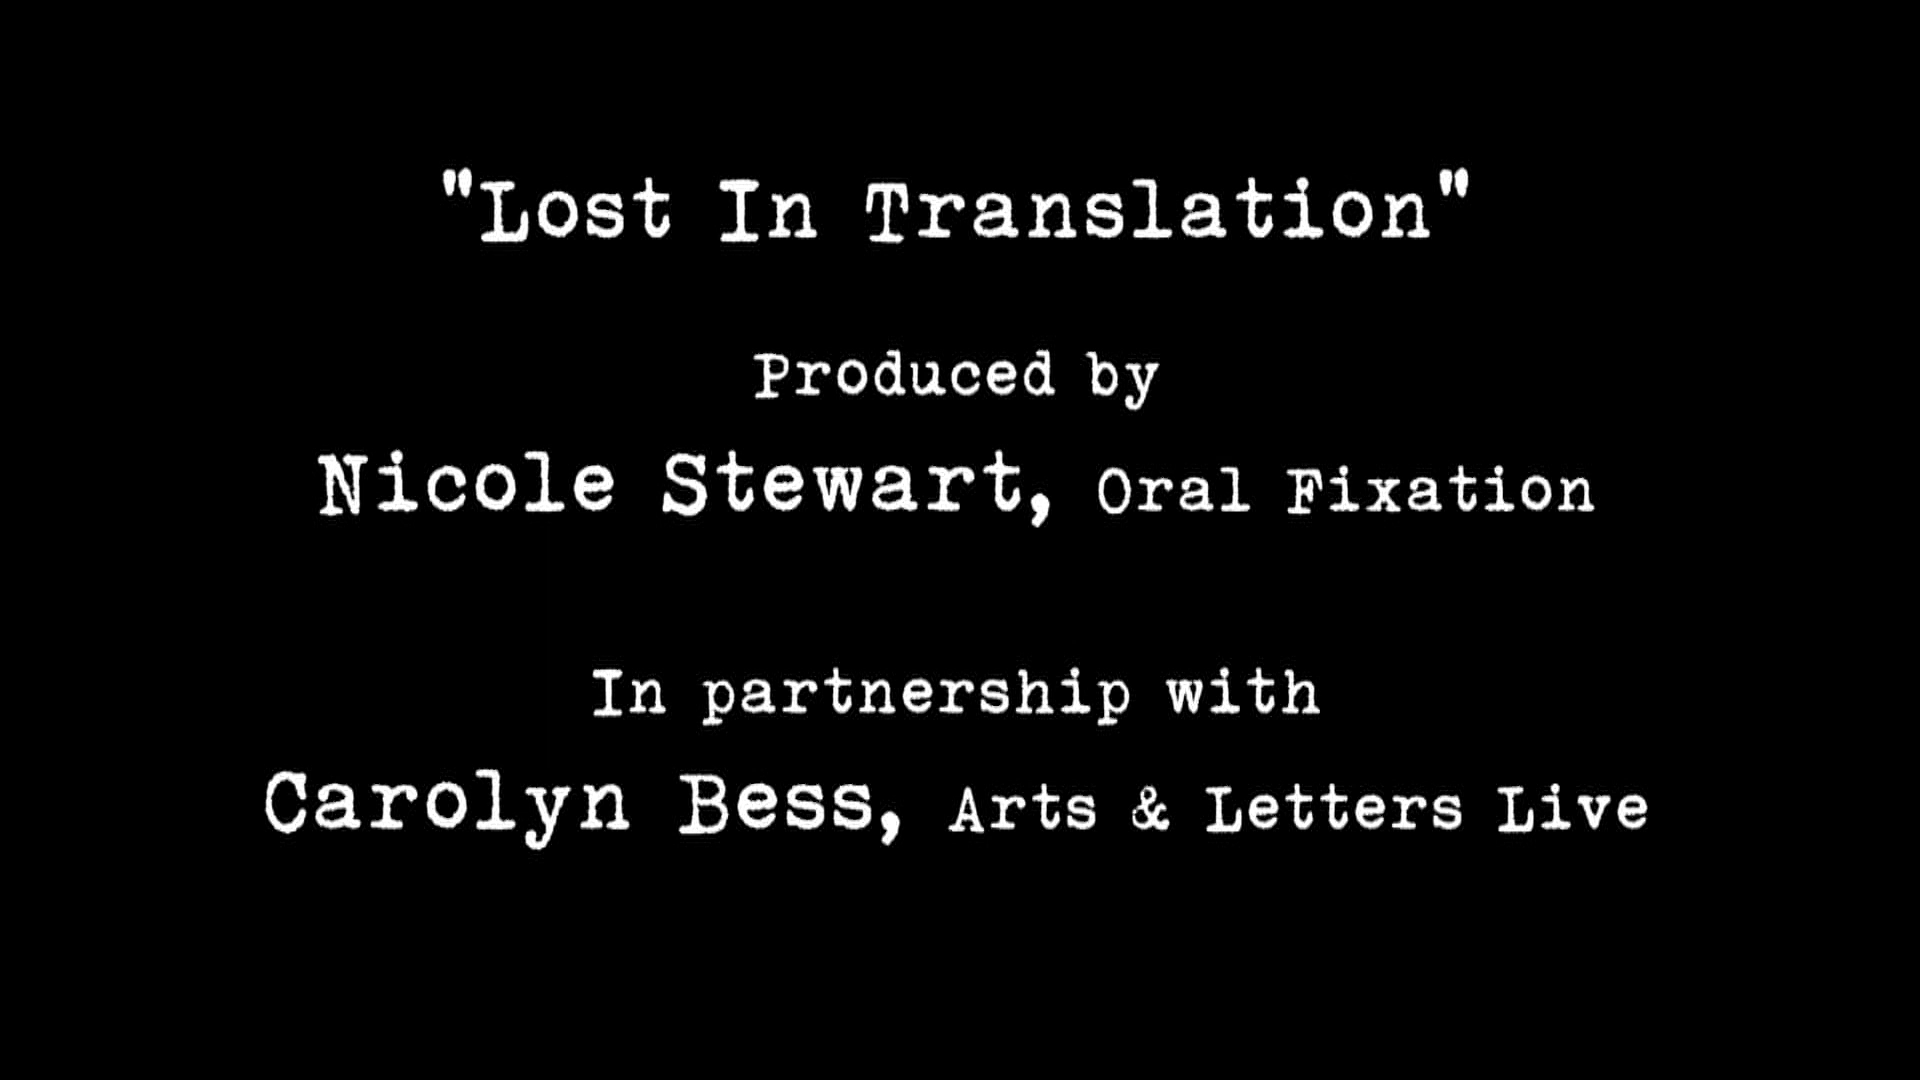 "Lost In Translation"
Produced by
Nicole Stewart, Oral Fixation
In partnership with
Carolyn Bess, Arts & Letters Live